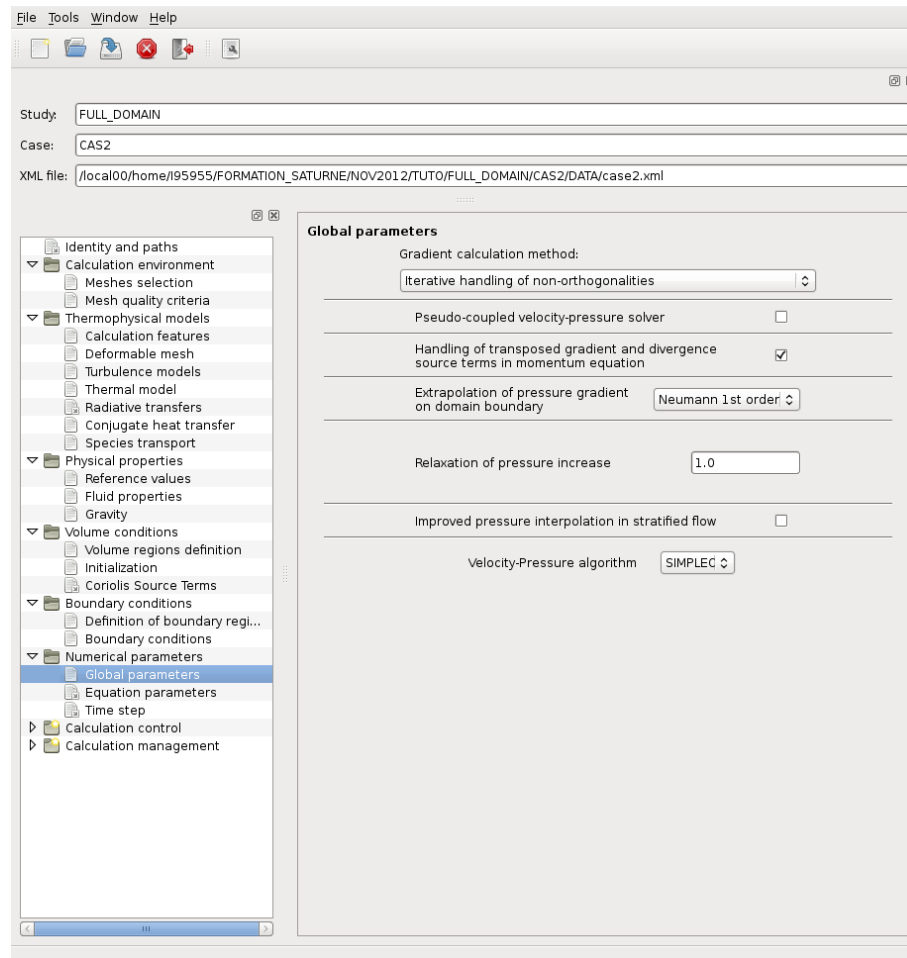 File Tools Window Help
Study: FULL_DOMAIN
Case: CAS2
XML file: /local00/home/I95955/FORMATION_SATURNE/NOV2012/TUTO/FULL_DOMAIN/CAS2/DATA/case2.xml
Identity and paths
Calculation environment
Meshes selection
Mesh quality criteria
Thermophysical models
Calculation features
Deformable mesh
Turbulence models
Thermal model
Radiative transfers
Conjugate heat transfer
Species transport
Physical properties
Reference values
Fluid properties
Gravity
Volume conditions
Volume regions definition
Initialization
Coriolis Source Terms
Boundary conditions
Definition of boundary regi...
Boundary conditions
Numerical parameters
Global parameters
Equation parameters
Time step
Calculation control
Calculation management
Global parameters
Gradient calculation method:
Iterative handling of non-orthogonalities
Pseudo-coupled velocity-pressure solver
Handling of transposed gradient and divergence
source terms in momentum equation
Extrapolation of pressure gradient
on domain boundary
Neumann 1st order
Relaxation of pressure increase 1.0
Improved pressure interpolation in stratified flow
Velocity-Pressure algorithm SIMPLEC